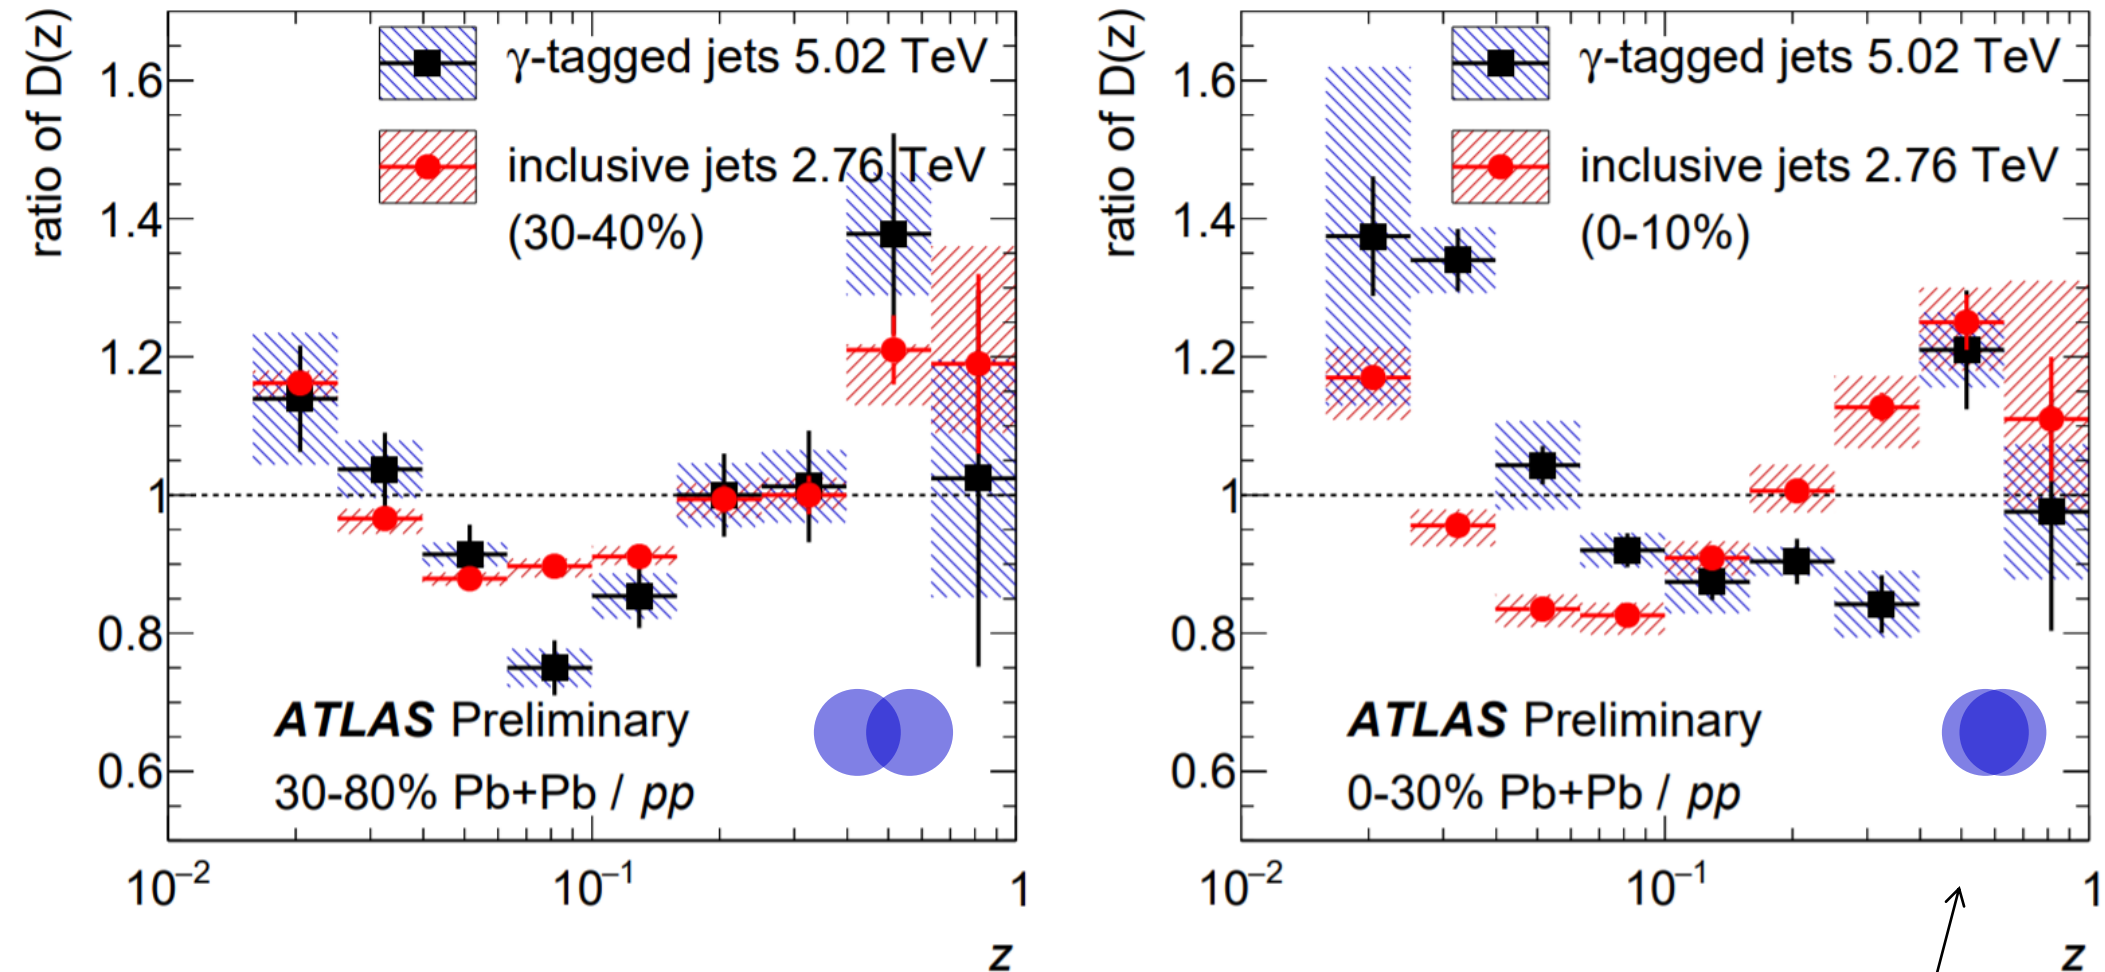 ratio of D(z)
γ-tagged jets 5.02 TeV
inclusive jets 2.76 TeV
(30-40%)
1.6
1.4
1.2
1
0.8
0.6
ATLAS Preliminary
30-80% Pb+Pb / pp
10⁻²
10⁻¹
1
z
ratio of D(z)
γ-tagged jets 5.02 TeV
inclusive jets 2.76 TeV
(0-10%)
1.6
1.4
1.2
1
0.8
0.6
ATLAS Preliminary
0-30% Pb+Pb / pp
10⁻²
10⁻¹
1
z